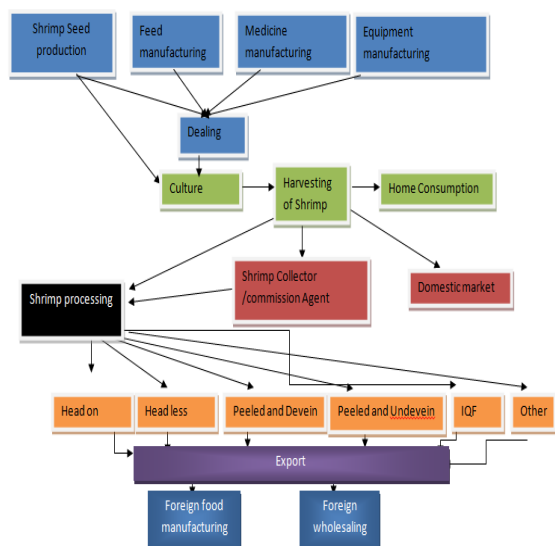 Shrimp Seed
production
Feed
manufacturing
Medicine
manufacturing
Equipment
manufacturing
Dealing
Culture
Harvesting
of Shrimp
Home Consumption
Shrimp Collector
/commission Agent
Domestic market
Shrimp processing
Head on
Head less
Peeled and Devein
Peeled and Undevein
IQF
Other
Export
Foreign food
manufacturing
Foreign
wholesaling